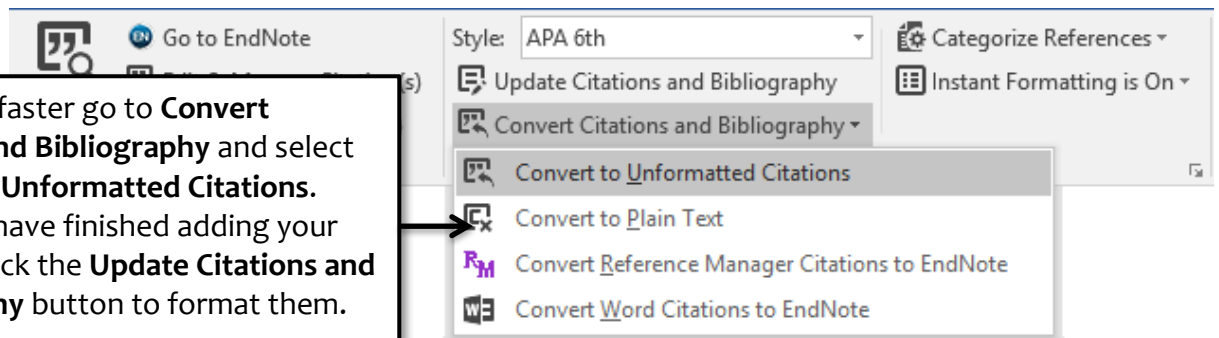 Go to EndNote
Style: APA 6th
Categorize References
(s)
Update Citations and Bibliography
Instant Formatting is On
Convert Citations and Bibliography
faster go to Convert
nd Bibliography and select
Unformatted Citations.
have finished adding your
ck the Update Citations and
ny button to format them.
Convert to Unformatted Citations
Convert to Plain Text
RM Convert Reference Manager Citations to EndNote
Convert Word Citations to EndNote